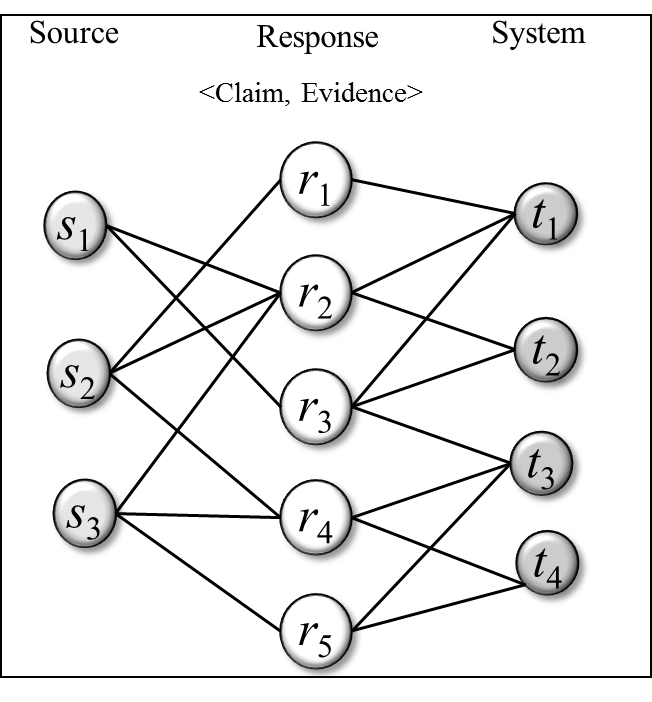 Source Response System
<Claim, Evidence>
r1
s1 t1
r2
s2 t2
r3
t3
s3 r4
t4
r5